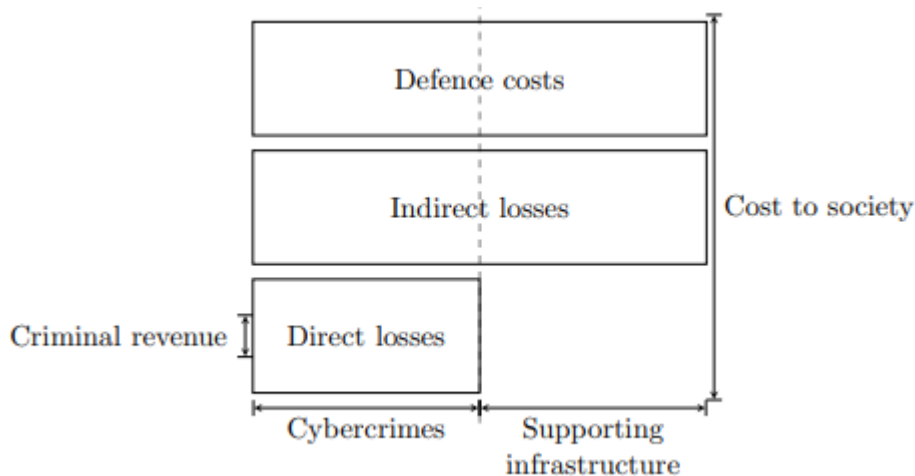 Defence costs
Indirect losses
Cost to society
Criminal revenue
Direct losses
Cybercrimes
Supporting
infrastructure